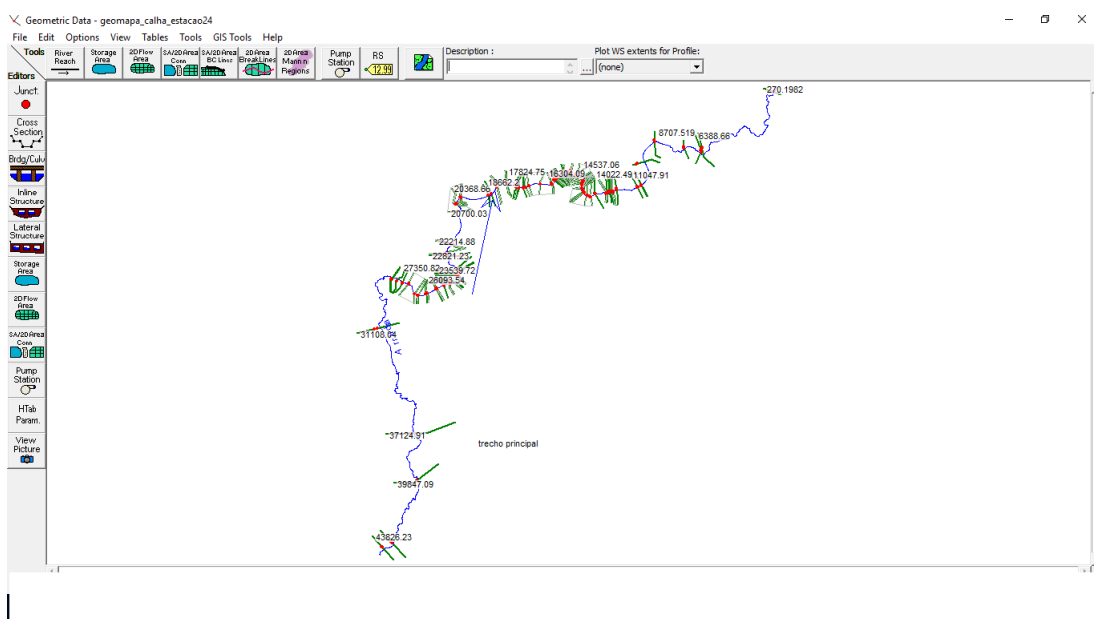 Geometric Data - geomapa_calha_estacao24
File Edit Options View Tables Tools GIS Tools Help
Tools
Editors
River
Reach
Storage
Area
2D Flow
Area
SA/2D Area
Conn
SA/2D Area
BC Lines
2D Area
BreakLines
2D Area
Mann n
Regions
Pump
Station
RS
12.99
Description :
...
Plot WS extents for Profile:
(none)
Junct.
Cross
Section
Brdg/Culv
Inline
Structure
Lateral
Structure
Storage
Area
2D Flow
Area
SA/2D Area
Conn
Pump
Station
HTab
Param.
View
Picture
270.1982
8707.519
6388.66
14537.06
17824.75
16304.09
14022.49
11047.91
18662.2
20368.66
20700.03
22214.88
22821.23
27350.82
23539.72
26093.54
31108.64
37124.91
trecho principal
39847.09
43826.23